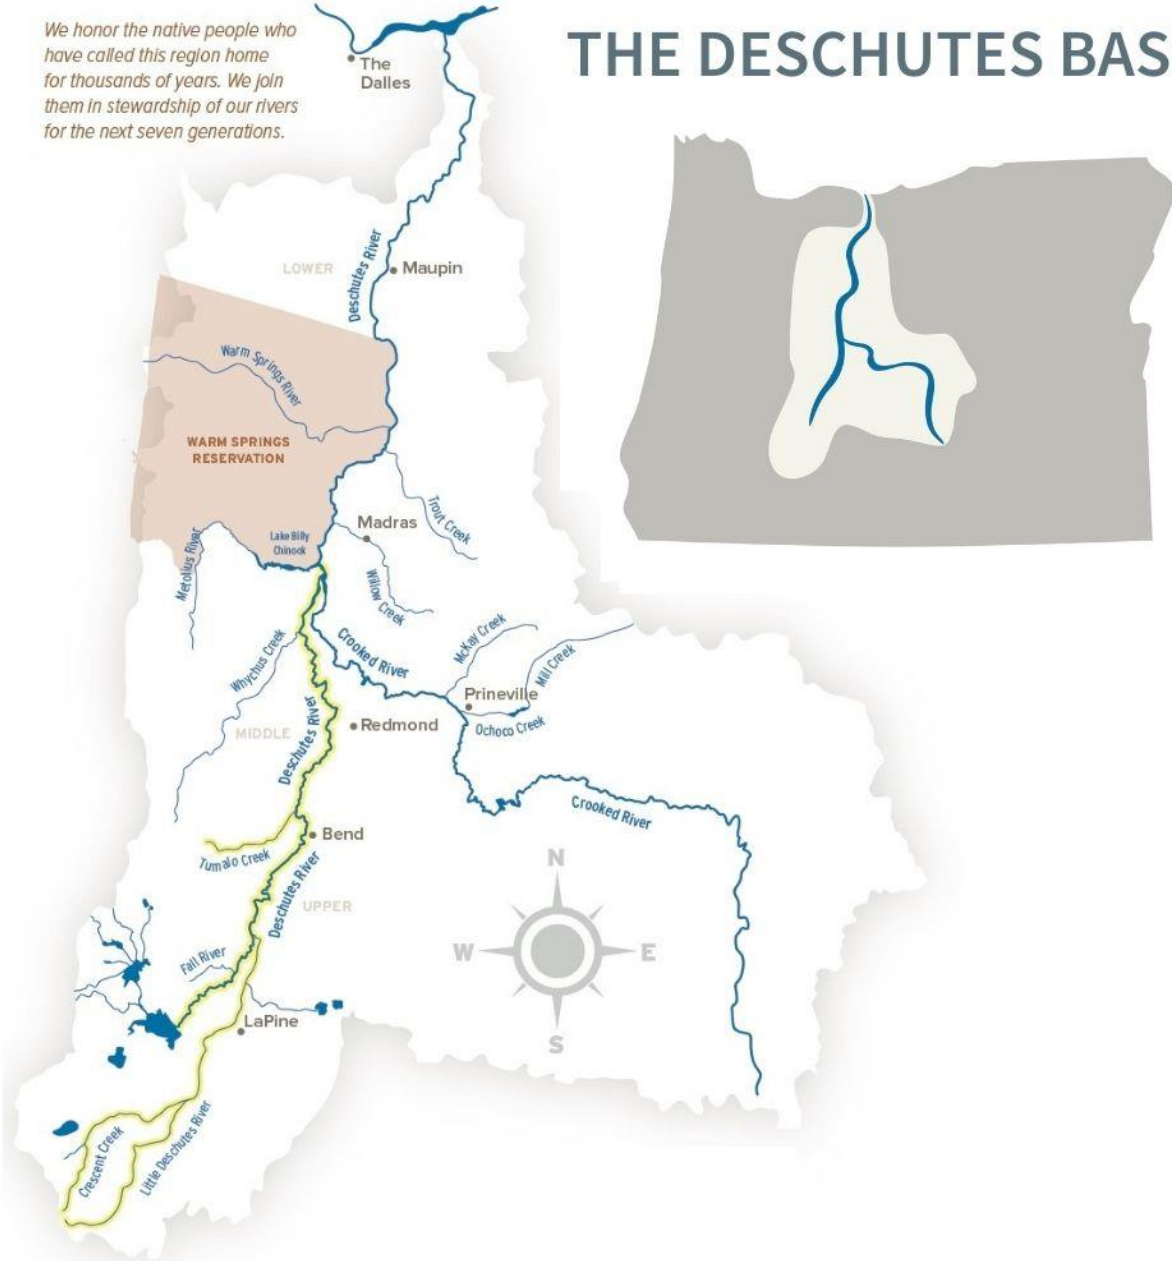 We honor the native people who
have called this region home
for thousands of years. We join
them in stewardship of our rivers
for the next seven generations.
THE DESCHUTES BAS
The
Dalles
LOWER
Deschutes River
Maupin
Warm Springs River
WARM SPRINGS
RESERVATION
Trout Creek
Madras
Lake Billy
Chinook
Metolius River
Willow Creek
Whychus Creek
Crooked River
McKay Creek
Mill Creek
Prineville
Ochoco Creek
MIDDLE
Deschutes River
Redmond
Crooked River
Bend
Tumalo Creek
Deschutes River
UPPER
Fall River
LaPine
Crescent Creek
Little Deschutes River
N
W
E
S